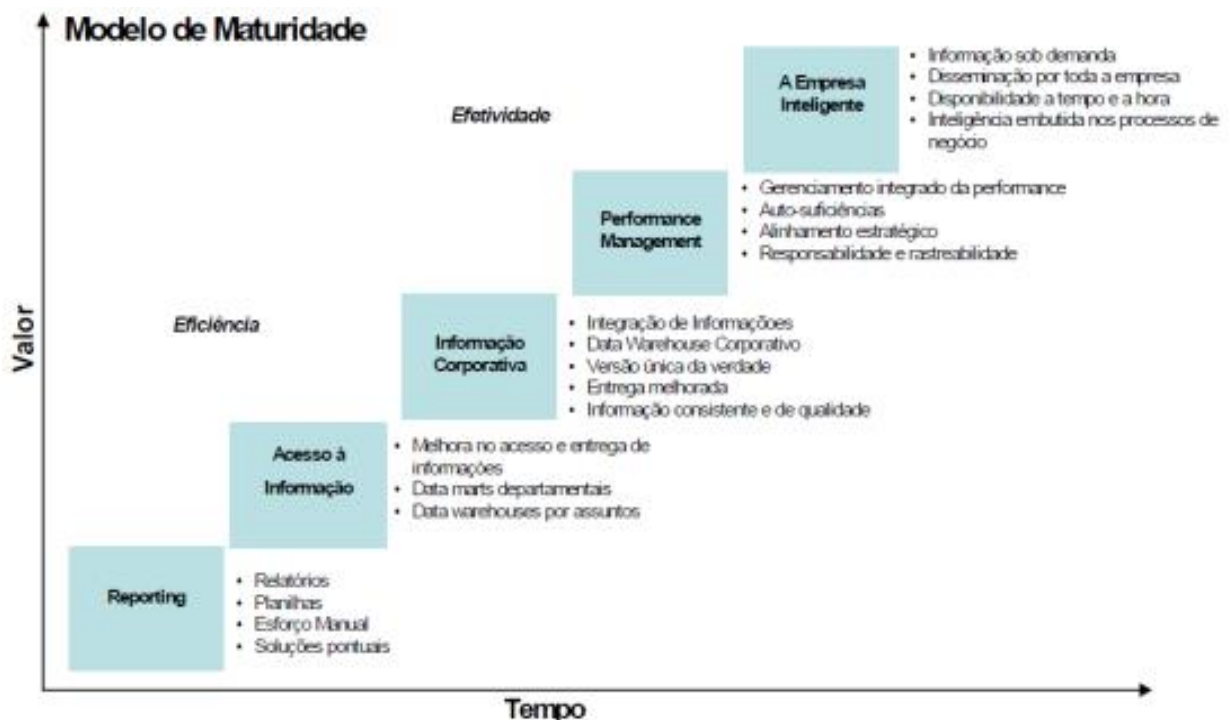 Modelo de Maturidade
A Empresa
Inteligente
• Informação sob demanda
• Disseminação por toda a empresa
• Disponibilidade a tempo e a hora
• Inteligência embutida nos processos de
negócio
Efetividade
Performance
Management
• Gerenciamento integrado da performance
• Auto-suficiências
• Alinhamento estratégico
• Responsabilidade e rastreabilidade
Valor
Eficiência
Informação
Corporativa
• Integração de Informaçãoes
• Data Warehouse Corporativo
• Versão única da verdade
• Entrega melhorada
• Informação consistente e de qualidade
Acesso à
Informação
• Melhora no acesso e entrega de
informações
• Data marts departamentais
• Data warehouses por assuntos
Reporting
• Relatórios
• Planilhas
• Esforço Manual
• Soluções pontuais
Tempo